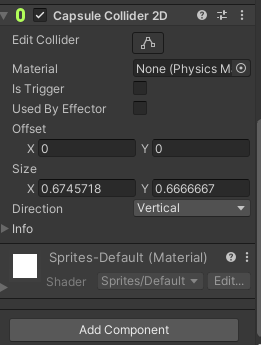 Capsule Collider 2D
Edit Collider
Material None (Physics M
Is Trigger
Used By Effector
Offset
X 0 Y 0
Size
X 0.6745718 Y 0.6666667
Direction Vertical
Info
Sprites-Default (Material)
Shader Sprites/Default Edit...
Add Component